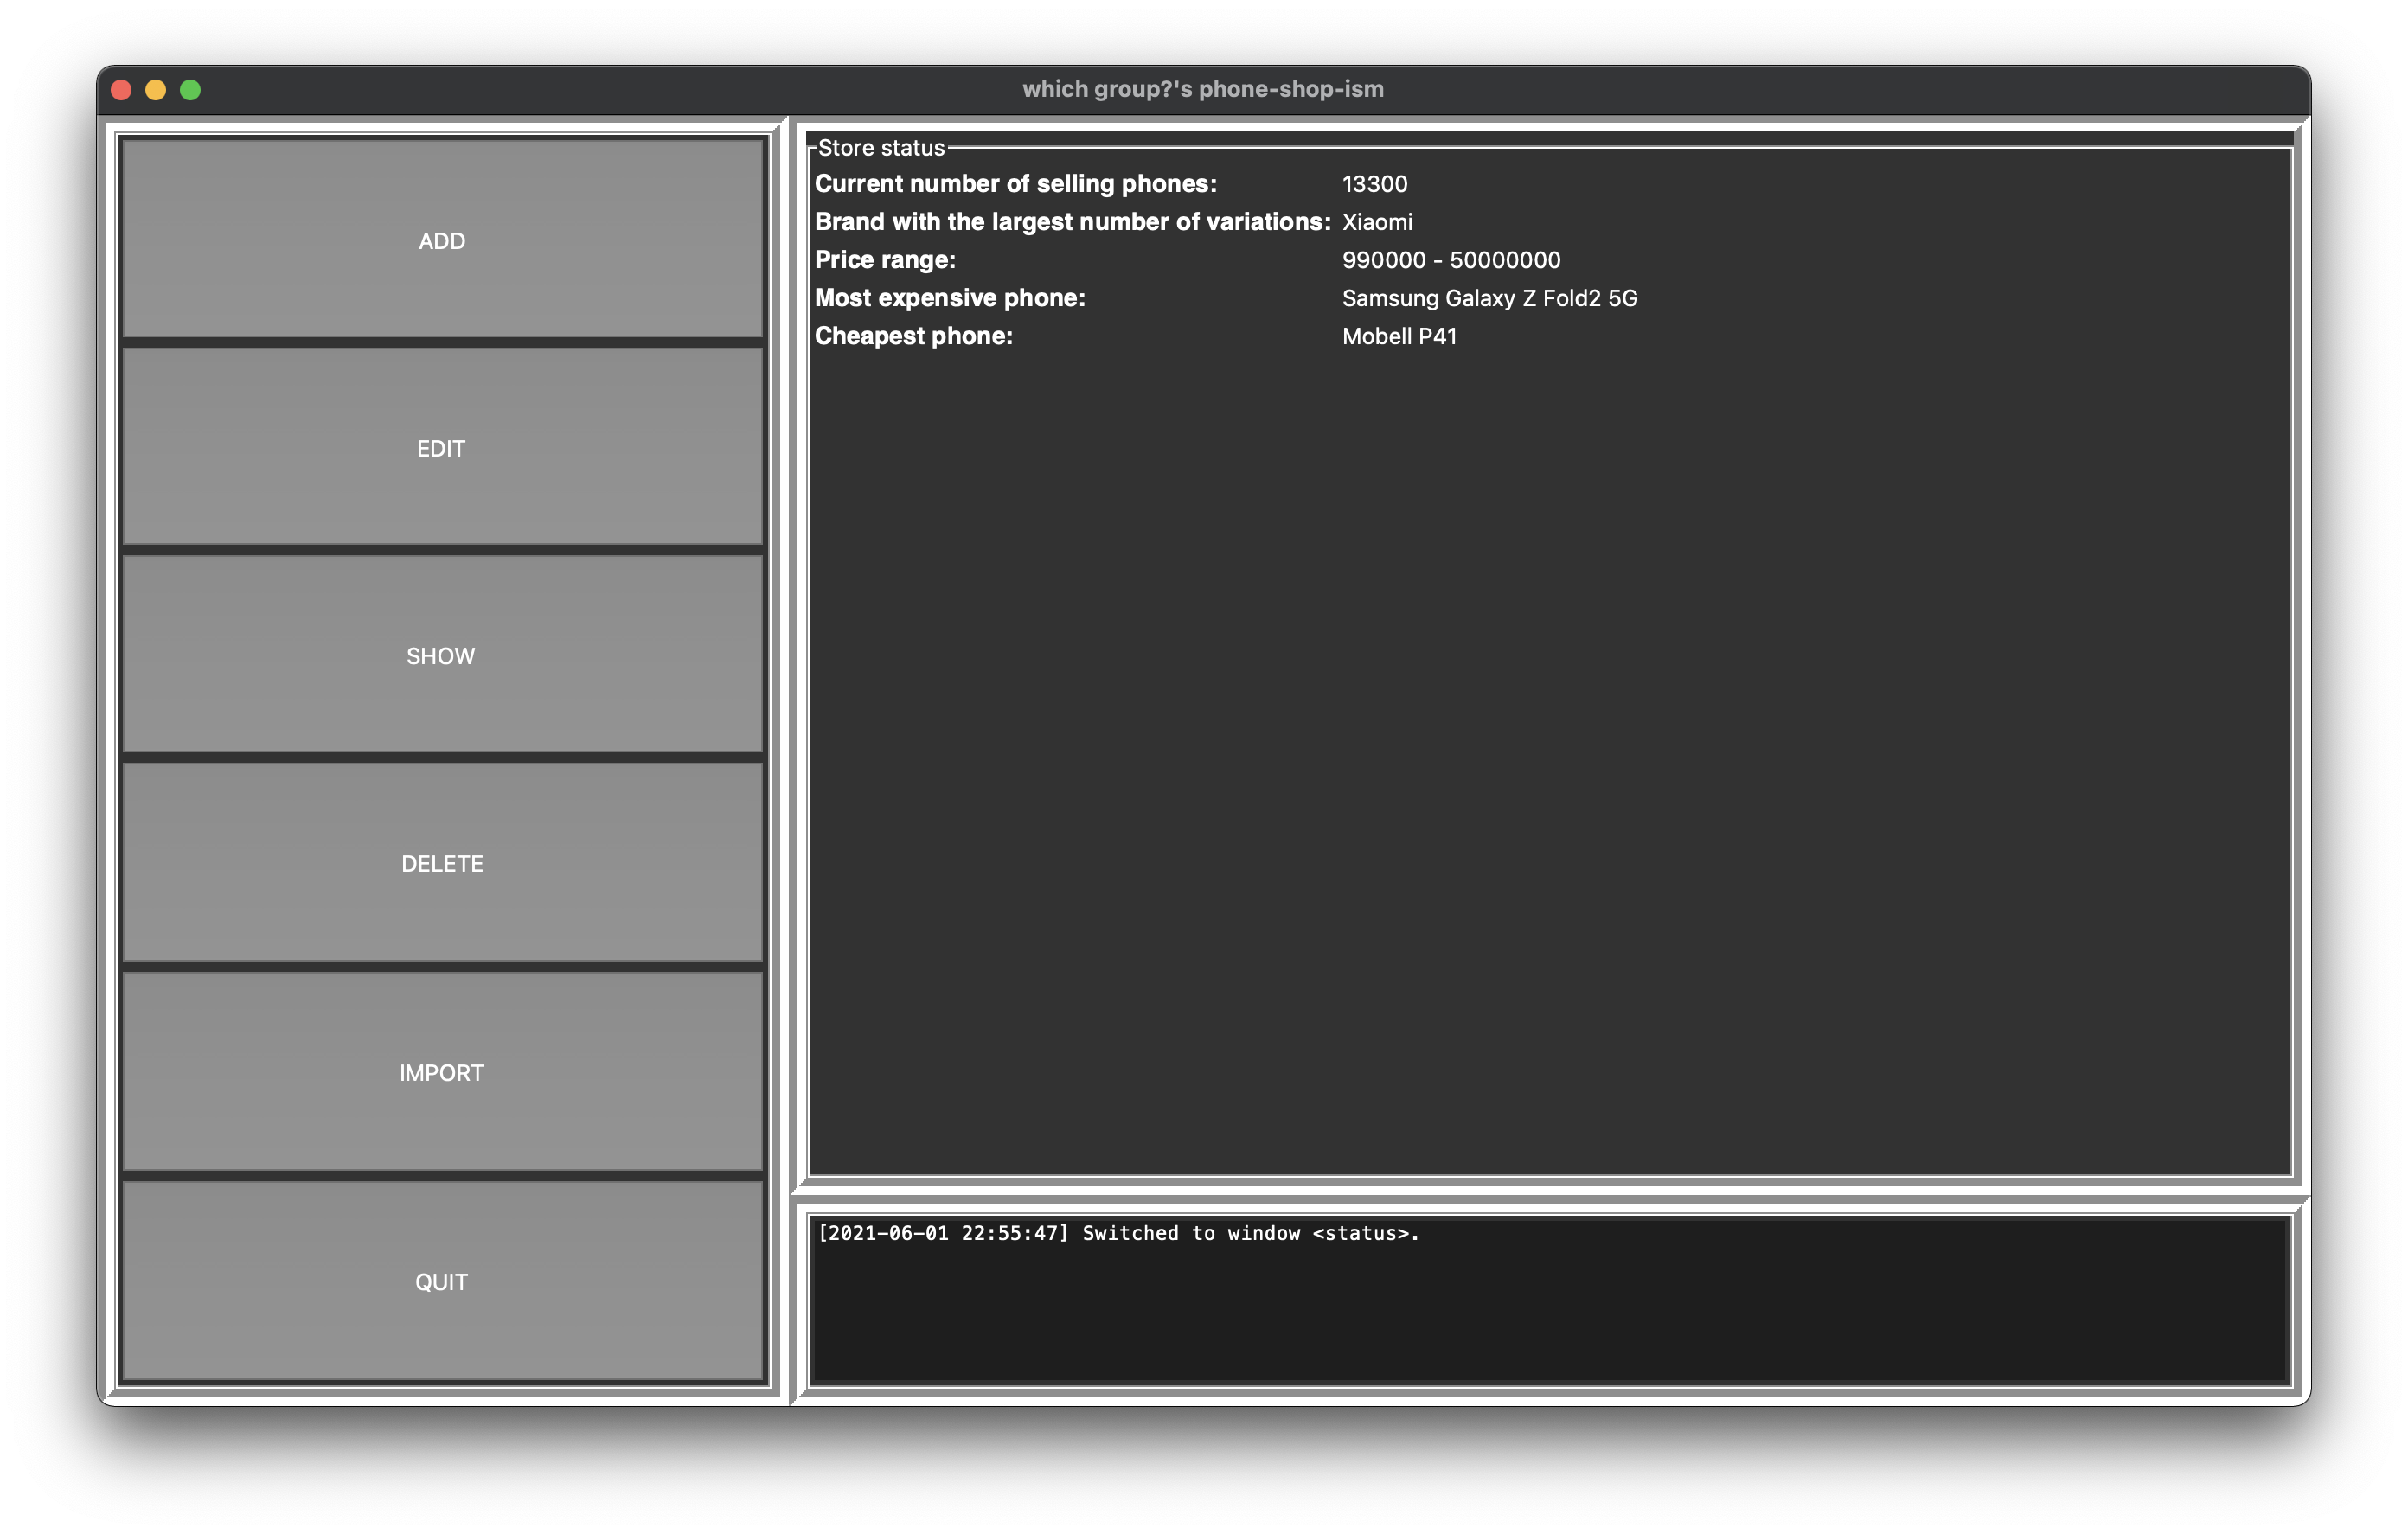 which group?'s phone-shop-ism
ADD
EDIT
SHOW
DELETE
IMPORT
QUIT
Store status
Current number of selling phones: 13300
Brand with the largest number of variations: Xiaomi
Price range: 990000 - 50000000
Most expensive phone: Samsung Galaxy Z Fold2 5G
Cheapest phone: Mobell P41
[2021-06-01 22:55:47] Switched to window <status>.